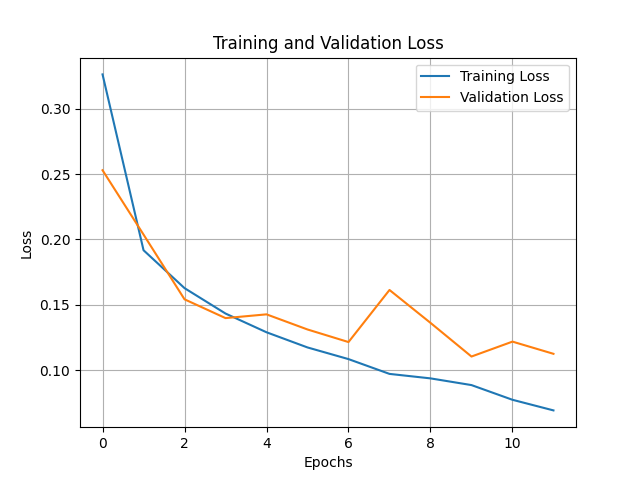 Training and Validation Loss
Training Loss
Validation Loss
0.30
0.25
0.20
0.15
0.10
Loss
0
2
4
6
8
10
Epochs